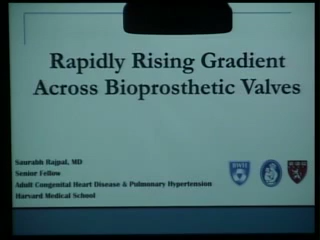 Rapidly Rising Gradient
Across Bioprosthetic Valves
Saurabh Rajpal, MD
Senior Fellow
Adult Congenital Heart Disease & Pulmonary Hypertension
Harvard Medical School
BWH